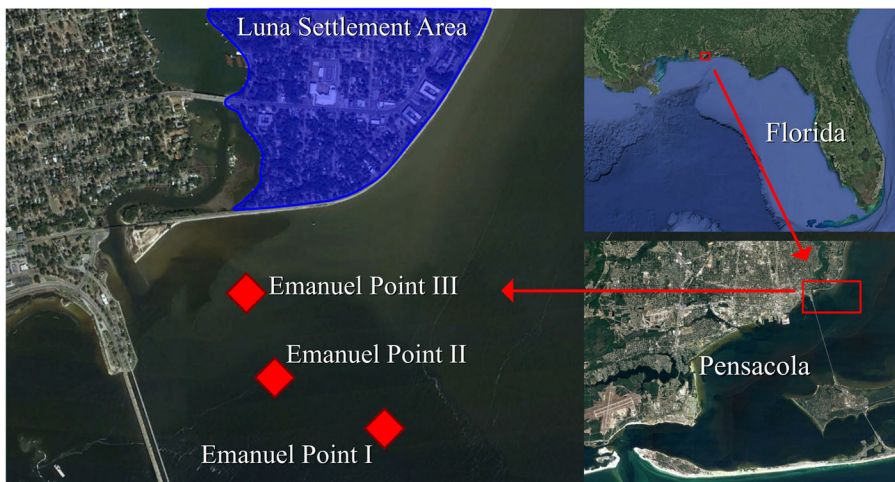 Luna Settlement Area
Florida
Emanuel Point III
Emanuel Point II
Pensacola
Emanuel Point I